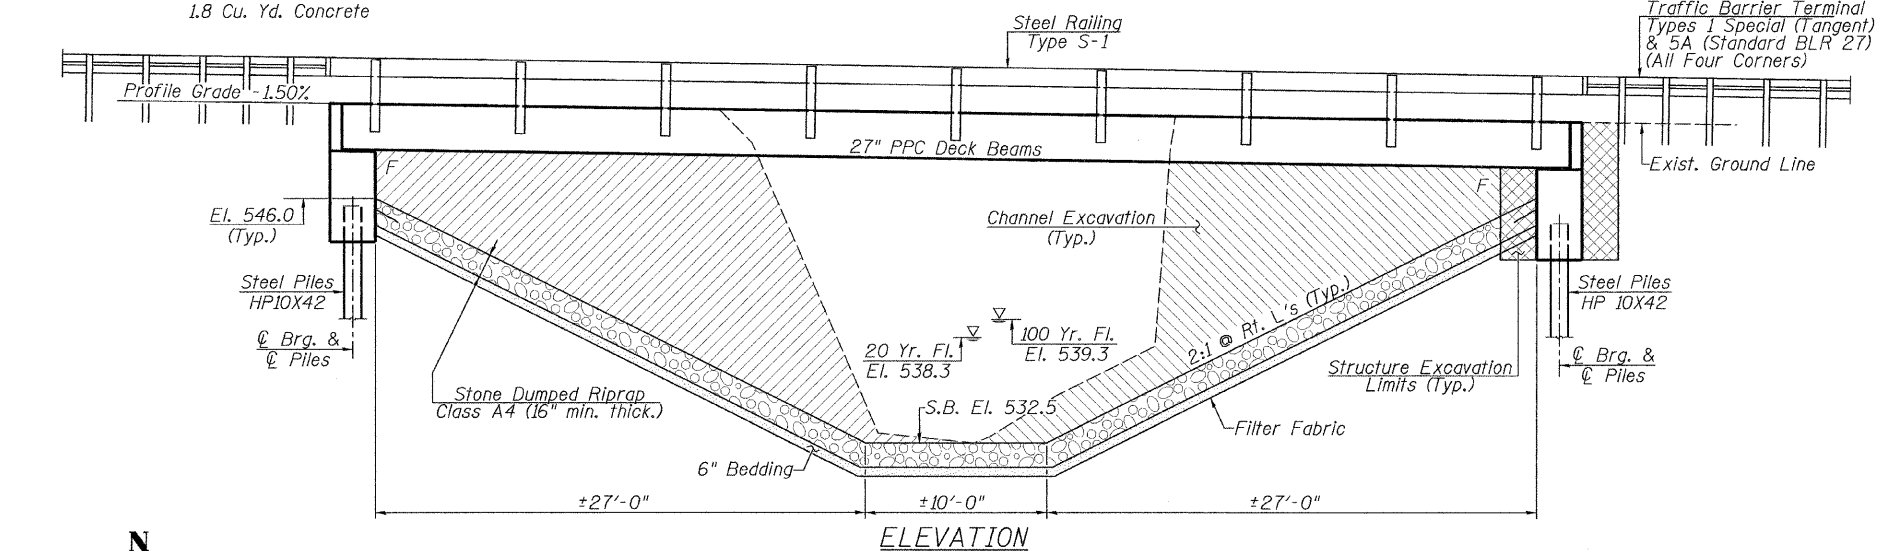 1.8 Cu. Yd. Concrete
Steel Railing
Type S-1
Traffic Barrier Terminal
Types 1 Special (Tangent)
& 5A (Standard BLR 27)
(All Four Corners)
Profile Grade -1.50%
27" PPC Deck Beams
Exist. Ground Line
F
F
El. 546.0
(Typ.)
Channel Excavation
(Typ.)
Steel Piles
HP10X42
Steel Piles
HP 10X42
2:1 @ Rt. L's (Typ.)
20 Yr. Fl.
El. 538.3
100 Yr. Fl.
El. 539.3
℄ Brg. &
℄ Piles
℄ Brg. &
℄ Piles
Structure Excavation
Limits (Typ.)
Stone Dumped Riprap
Class A4 (16" min. thick.)
S.B. El. 532.5
Filter Fabric
6" Bedding
±27'-0"
±10'-0"
±27'-0"
ELEVATION
N